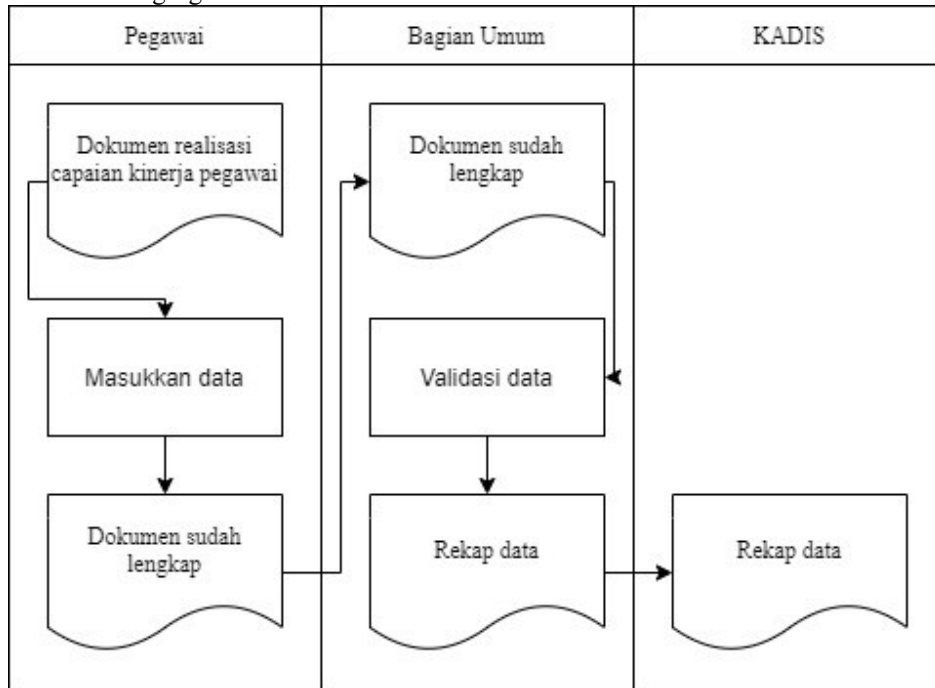 Pegawai
Bagian Umum
KADIS
Dokumen realisasi
capaian kinerja pegawai
Dokumen sudah
lengkap
Masukkan data
Validasi data
Dokumen sudah
lengkap
Rekap data
Rekap data